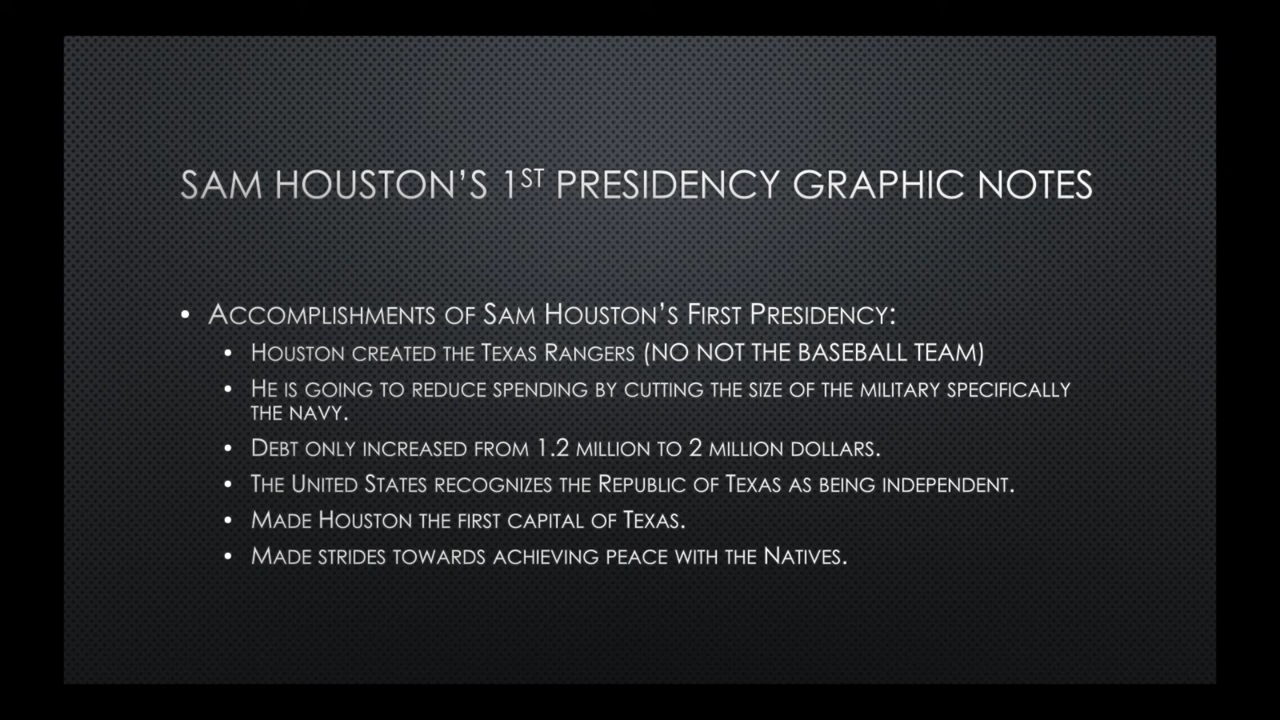 SAM HOUSTON'S 1ST PRESIDENCY GRAPHIC NOTES
• ACCOMPLISHMENTS OF SAM HOUSTON'S FIRST PRESIDENCY:
• HOUSTON CREATED THE TEXAS RANGERS (NO NOT THE BASEBALL TEAM)
• HE IS GOING TO REDUCE SPENDING BY CUTTING THE SIZE OF THE MILITARY SPECIFICALLY
THE NAVY.
• DEBT ONLY INCREASED FROM 1.2 MILLION TO 2 MILLION DOLLARS.
• THE UNITED STATES RECOGNIZES THE REPUBLIC OF TEXAS AS BEING INDEPENDENT.
• MADE HOUSTON THE FIRST CAPITAL OF TEXAS.
• MADE STRIDES TOWARDS ACHIEVING PEACE WITH THE NATIVES.